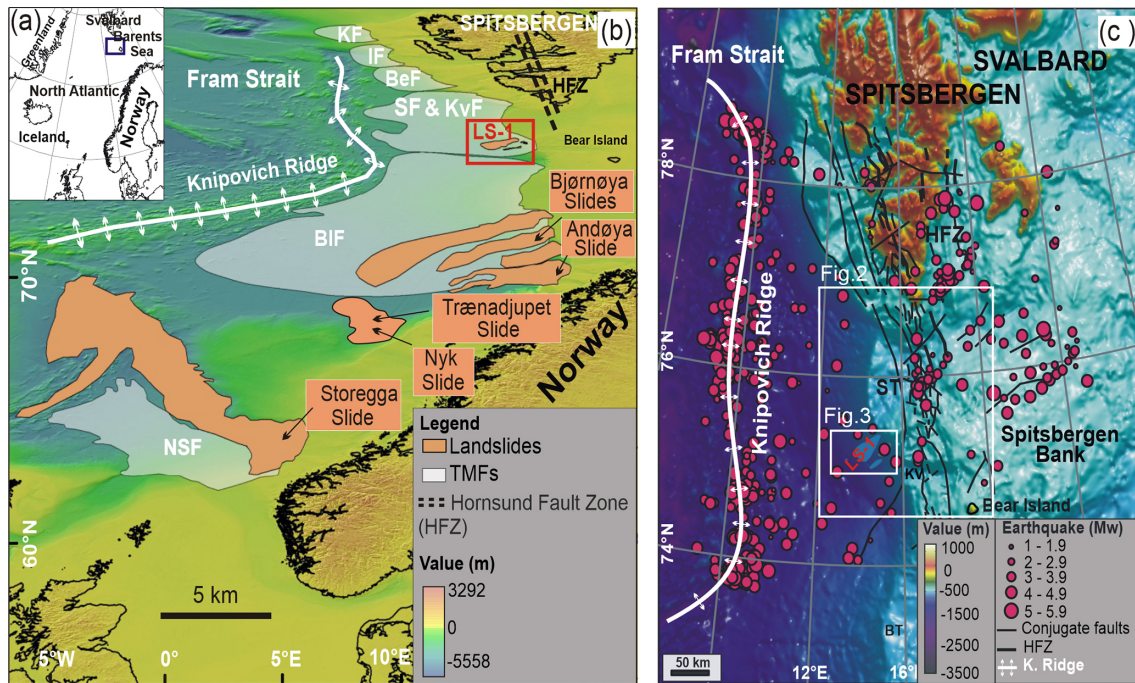 (a)
Svalbard
Greenland
Barents
Sea
North Atlantic
Iceland
Norway
(b)
SPITSBERGEN
KF
IF
BeF
Fram Strait
HFZ
SF & KvF
LS-1
Bear Island
Knipovich Ridge
Bjørnøya
Slides
BIF
Andøya
Slide
70°N
Trænadjupet
Slide
Nyk
Slide
Norway
Storegga
Slide
NSF
Legend
Landslides
TMFs
Hornsund Fault Zone
(HFZ)
60°N
Value (m)
3292
0
-5558
5 km
5°W
0°
5°E
10°E
(c)
Fram Strait
SVALBARD
SPITSBERGEN
78°N
HFZ
Fig.2
Knipovich Ridge
76°N
ST
Fig.3
LS-1
Spitsbergen
Bank
KV
Bear Island
74°N
Value (m)
1000
0
-500
-1500
-2500
-3500
Earthquake (Mw)
1 - 1.9
2 - 2.9
3 - 3.9
4 - 4.9
5 - 5.9
Conjugate faults
HFZ
K. Ridge
BT
50 km
12°E
16°